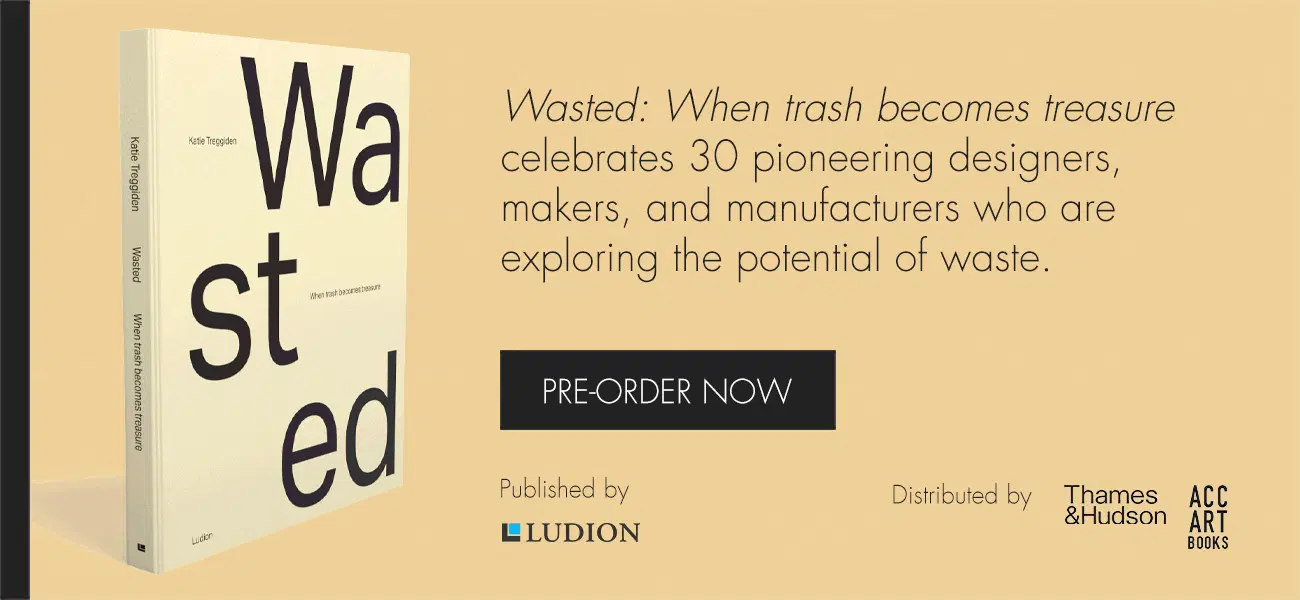 Katie Treggiden
Wasted
When trash becomes treasure
Katie Treggiden
Wa
st
When trash becomes treasure
ed
Ludion
Wasted: When trash becomes treasure
celebrates 30 pioneering designers,
makers, and manufacturers who are
exploring the potential of waste.
PRE-ORDER NOW
Published by
LUDION
Distributed by
Thames
&Hudson
ACC
ART
BOOKS